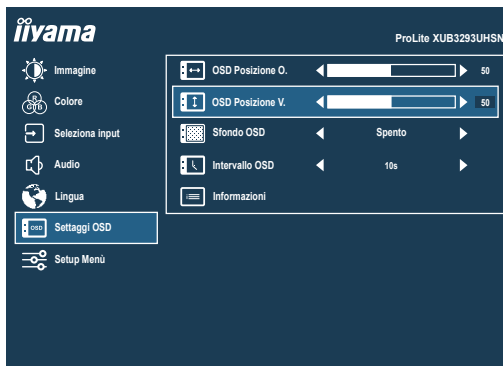 iiyama
ProLite XUB3293UHSN
Immagine
Colore
Seleziona input
Audio
Lingua
OSD Settaggi OSD
Setup Menù
OSD Posizione O. 50
OSD Posizione V. 50
Sfondo OSD Spento
Intervallo OSD 10s
Informazioni
R
G B